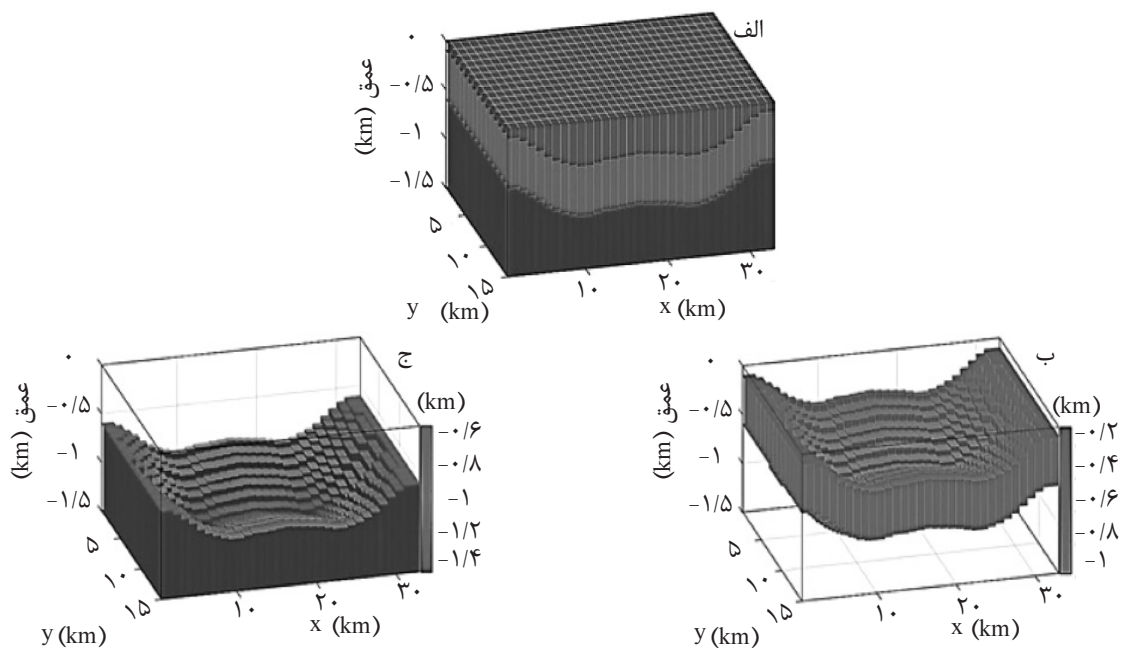 الف
عمق (km)
۰
-۰/۵
-۱
-۱/۵
۵
۱۰
۱۵
۱۰
۲۰
۳۰
y (km)
x (km)
ج
عمق (km)
۰
-۰/۵
-۱
-۱/۵
۵
۱۰
۱۵
۱۰
۲۰
۳۰
y (km)
x (km)
(km)
-۰/۶
-۰/۸
-۱
-۱/۲
-۱/۴
ب
عمق (km)
۰
-۰/۵
-۱
-۱/۵
۵
۱۰
۱۵
۱۰
۲۰
۳۰
y (km)
x (km)
(km)
-۰/۲
-۰/۴
-۰/۶
-۰/۸
-۱